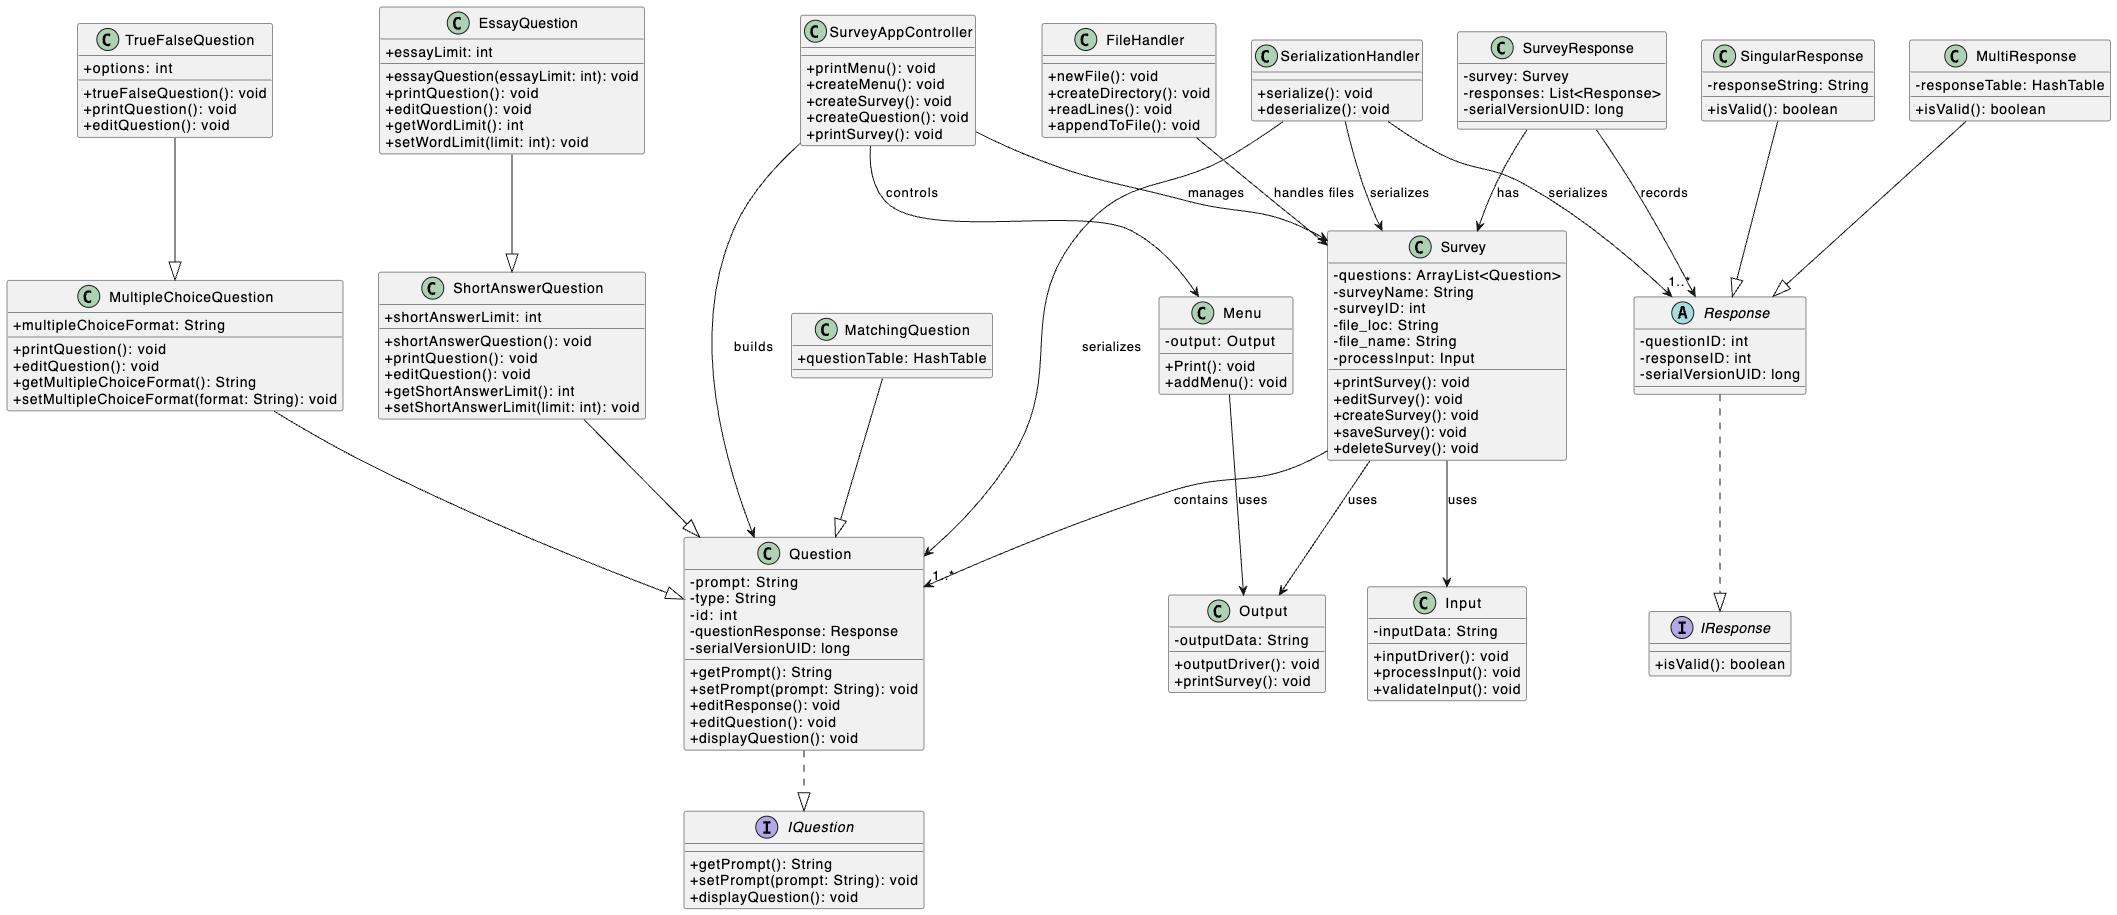 C TrueFalseQuestion
+options: int
+trueFalseQuestion(): void
+printQuestion(): void
+editQuestion(): void
C EssayQuestion
+essayLimit: int
+essayQuestion(essayLimit: int): void
+printQuestion(): void
+editQuestion(): void
+getWordLimit(): int
+setWordLimit(limit: int): void
C SurveyAppController
+printMenu(): void
+createMenu(): void
+createSurvey(): void
+createQuestion(): void
+printSurvey(): void
C FileHandler
+newFile(): void
+createDirectory(): void
+readLines(): void
+appendToFile(): void
C SerializationHandler
+serialize(): void
+deserialize(): void
C SurveyResponse
-survey: Survey
-responses: List<Response>
-serialVersionUID: long
C SingularResponse
-responseString: String
+isValid(): boolean
C MultiResponse
-responseTable: HashTable
+isValid(): boolean
controls
manages
handles files
serializes
has
serializes
records
C MultipleChoiceQuestion
+multipleChoiceFormat: String
+printQuestion(): void
+editQuestion(): void
+getMultipleChoiceFormat(): String
+setMultipleChoiceFormat(format: String): void
C ShortAnswerQuestion
+shortAnswerLimit: int
+shortAnswerQuestion(): void
+printQuestion(): void
+editQuestion(): void
+getShortAnswerLimit(): int
+setShortAnswerLimit(limit: int): void
builds
C MatchingQuestion
+questionTable: HashTable
serializes
C Menu
-output: Output
+Print(): void
+addMenu(): void
C Survey
-questions: ArrayList<Question>
-surveyName: String
-surveyID: int
-file_loc: String
-file_name: String
-processInput: Input
+printSurvey(): void
+editSurvey(): void
+createSurvey(): void
+saveSurvey(): void
+deleteSurvey(): void
1..*
A Response
-questionID: int
-responseID: int
-serialVersionUID: long
contains
uses
uses
uses
1..*
C Question
-prompt: String
-type: String
-id: int
-questionResponse: Response
-serialVersionUID: long
+getPrompt(): String
+setPrompt(prompt: String): void
+editResponse(): void
+editQuestion(): void
+displayQuestion(): void
C Output
-outputData: String
+outputDriver(): void
+printSurvey(): void
C Input
-inputData: String
+inputDriver(): void
+processInput(): void
+validateInput(): void
I IResponse
+isValid(): boolean
I IQuestion
+getPrompt(): String
+setPrompt(prompt: String): void
+displayQuestion(): void